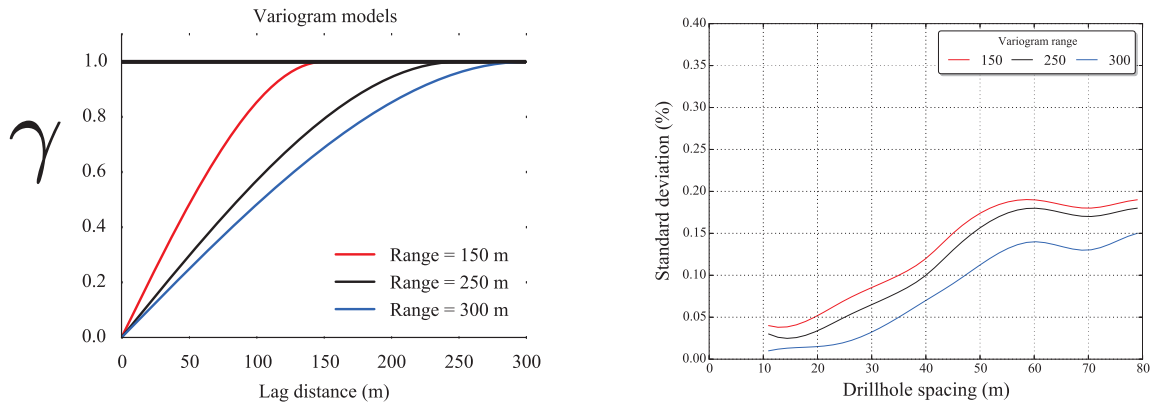 Variogram models
γ
1.0
0.8
0.6
0.4
0.2
0.0
Range = 150 m
Range = 250 m
Range = 300 m
0 50 100 150 200 250 300
Lag distance (m)
Standard deviation (%)
0.40
0.35
0.30
0.25
0.20
0.15
0.10
0.05
0.00
Variogram range
150 250 300
0 10 20 30 40 50 60 70 80
Drillhole spacing (m)